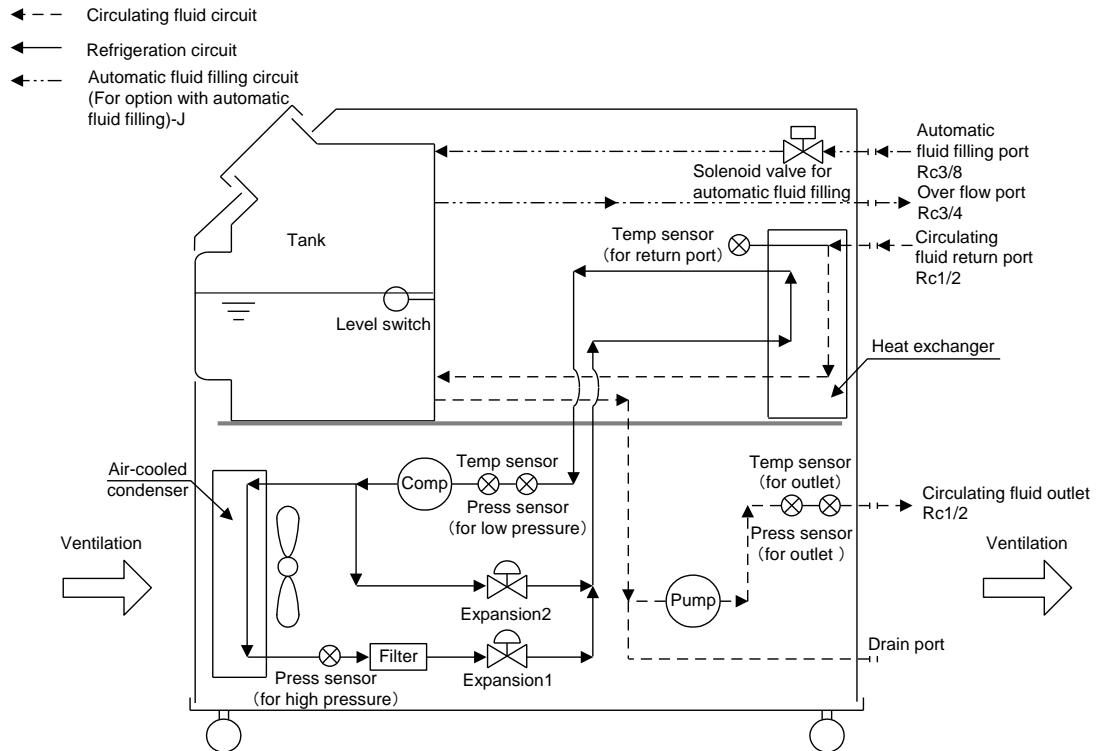 Circulating fluid circuit
Refrigeration circuit
Automatic fluid filling circuit
(For option with automatic
fluid filling)-J
Automatic
fluid filling port
Rc3/8
Solenoid valve for
automatic fluid filling
Over flow port
Rc3/4
Tank
Temp sensor
(for return port)
Circulating
fluid return port
Rc1/2
Level switch
Heat exchanger
Air-cooled
condenser
Comp
Temp sensor
Press sensor
(for low pressure)
Temp sensor
(for outlet)
Press sensor
(for outlet )
Circulating fluid outlet
Rc1/2
Ventilation
Ventilation
Expansion2
Pump
Drain port
Filter
Expansion1
Press sensor
(for high pressure)